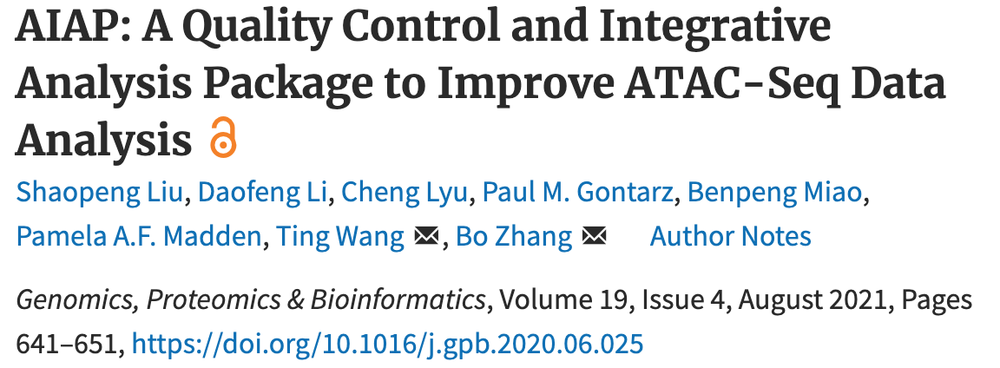 AIAP: A Quality Control and Integrative
Analysis Package to Improve ATAC-Seq Data
Analysis
Shaopeng Liu, Daofeng Li, Cheng Lyu, Paul M. Gontarz, Benpeng Miao,
Pamela A.F. Madden, Ting Wang, Bo Zhang Author Notes
Genomics, Proteomics & Bioinformatics, Volume 19, Issue 4, August 2021, Pages
641–651, https://doi.org/10.1016/j.gpb.2020.06.025